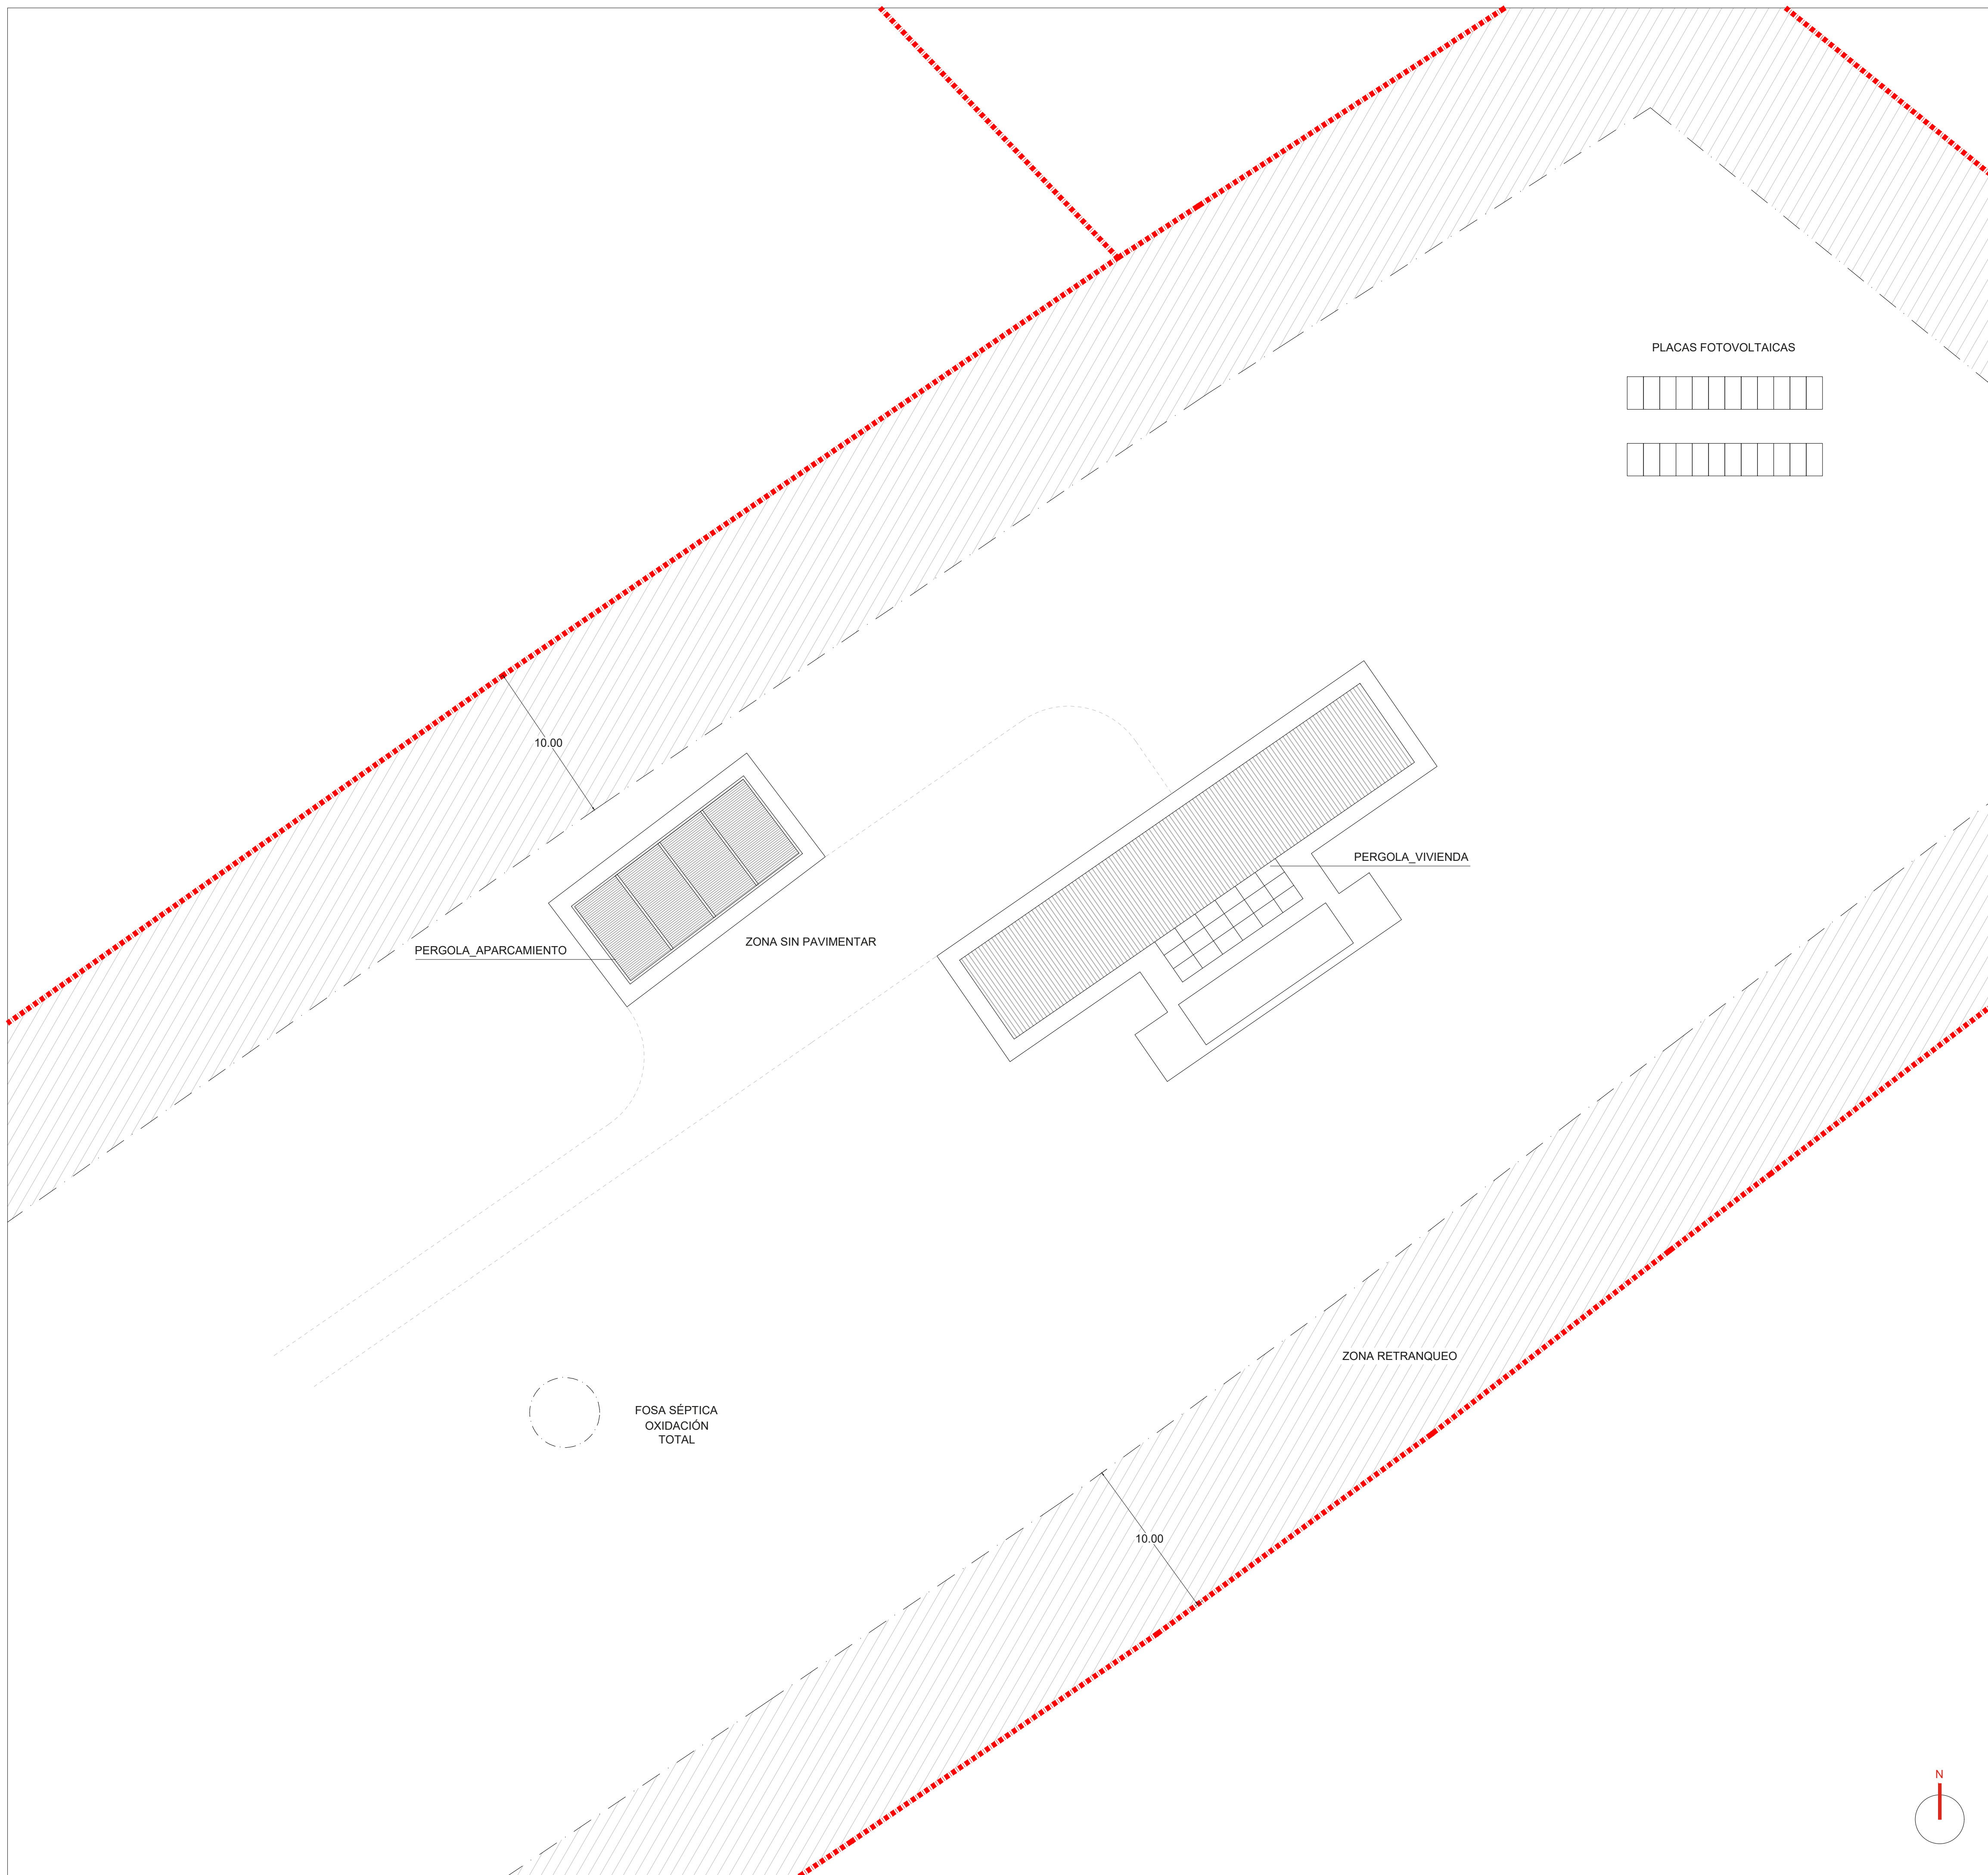 PLACAS FOTOVOLTAICAS
10.00
PERGOLA_VIVIENDA
ZONA SIN PAVIMENTAR
PERGOLA_APARCAMIENTO
ZONA RETRANQUEO
FOSA SÉPTICA
OXIDACIÓN
TOTAL
10.00
N